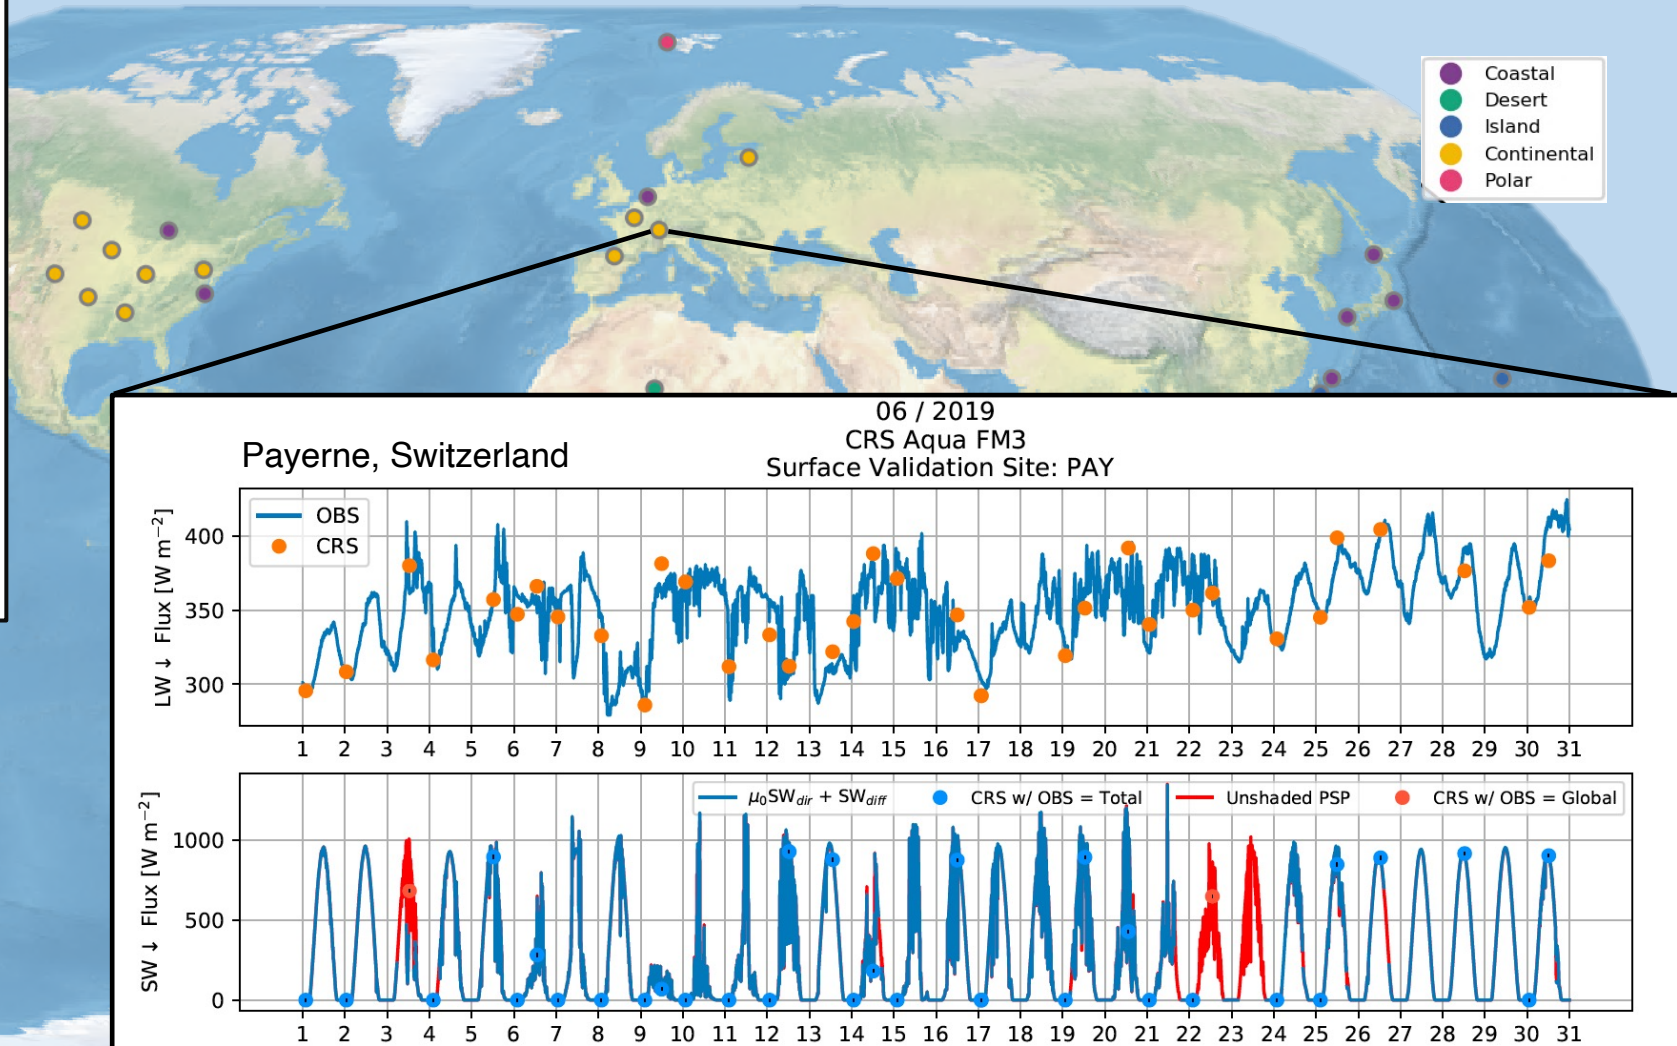 Coastal
Desert
Island
Continental
Polar
06 / 2019
CRS Aqua FM3
Surface Validation Site: PAY
Payerne, Switzerland
LW ↓ Flux [W m⁻²]
400
350
300
OBS
CRS
1 2 3 4 5 6 7 8 9 10 11 12 13 14 15 16 17 18 19 20 21 22 23 24 25 26 27 28 29 30 31
SW ↓ Flux [W m⁻²]
1000
500
0
μ₀SW_dir + SW_diff
CRS w/ OBS = Total
Unshaded PSP
CRS w/ OBS = Global
1 2 3 4 5 6 7 8 9 10 11 12 13 14 15 16 17 18 19 20 21 22 23 24 25 26 27 28 29 30 31